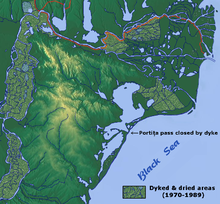 Portiţa pass closed by dyke
Black Sea
Dyked & dried areas
(1970-1989)